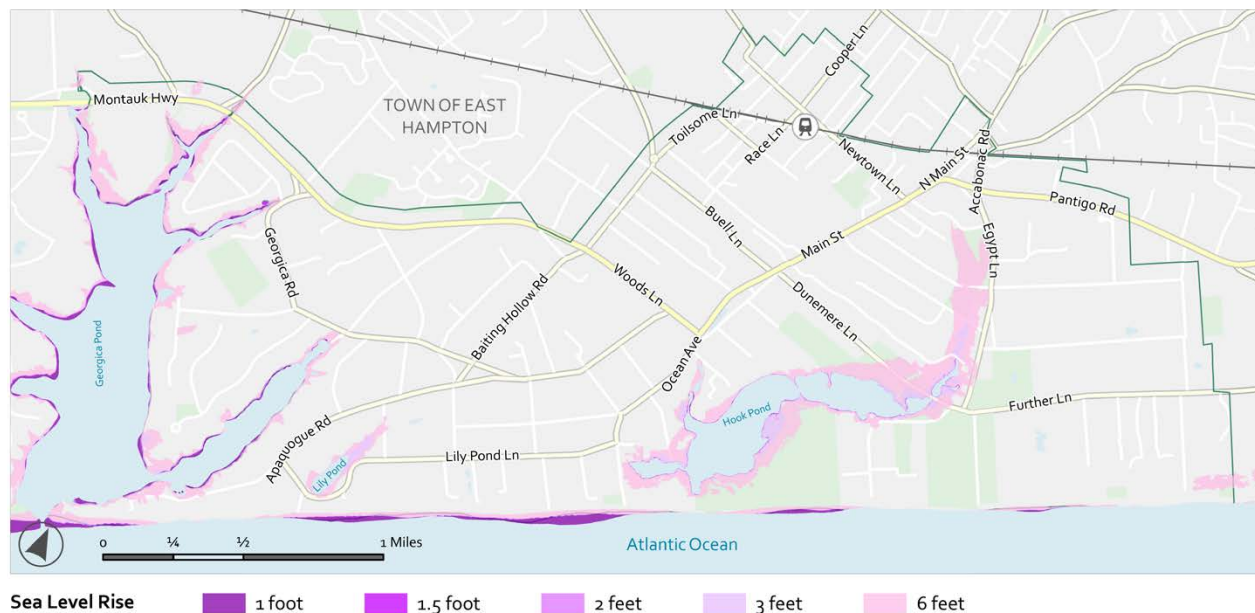 Montauk Hwy
TOWN OF EAST
HAMPTON
Toilsome Ln
Race Ln
Cooper Ln
Newtown Ln
N Main St
Accabonac Rd
Pantigo Rd
Egypt Ln
Buell Ln
Main St
Georgica Rd
Woods Ln
Baiting Hollow Rd
Dunemere Ln
Georgica Pond
Ocean Ave
Hook Pond
Further Ln
Apaquogue Rd
Lily Pond
Lily Pond Ln
0 ¼ ½ 1 Miles
Atlantic Ocean
Sea Level Rise 1 foot 1.5 foot 2 feet 3 feet 6 feet